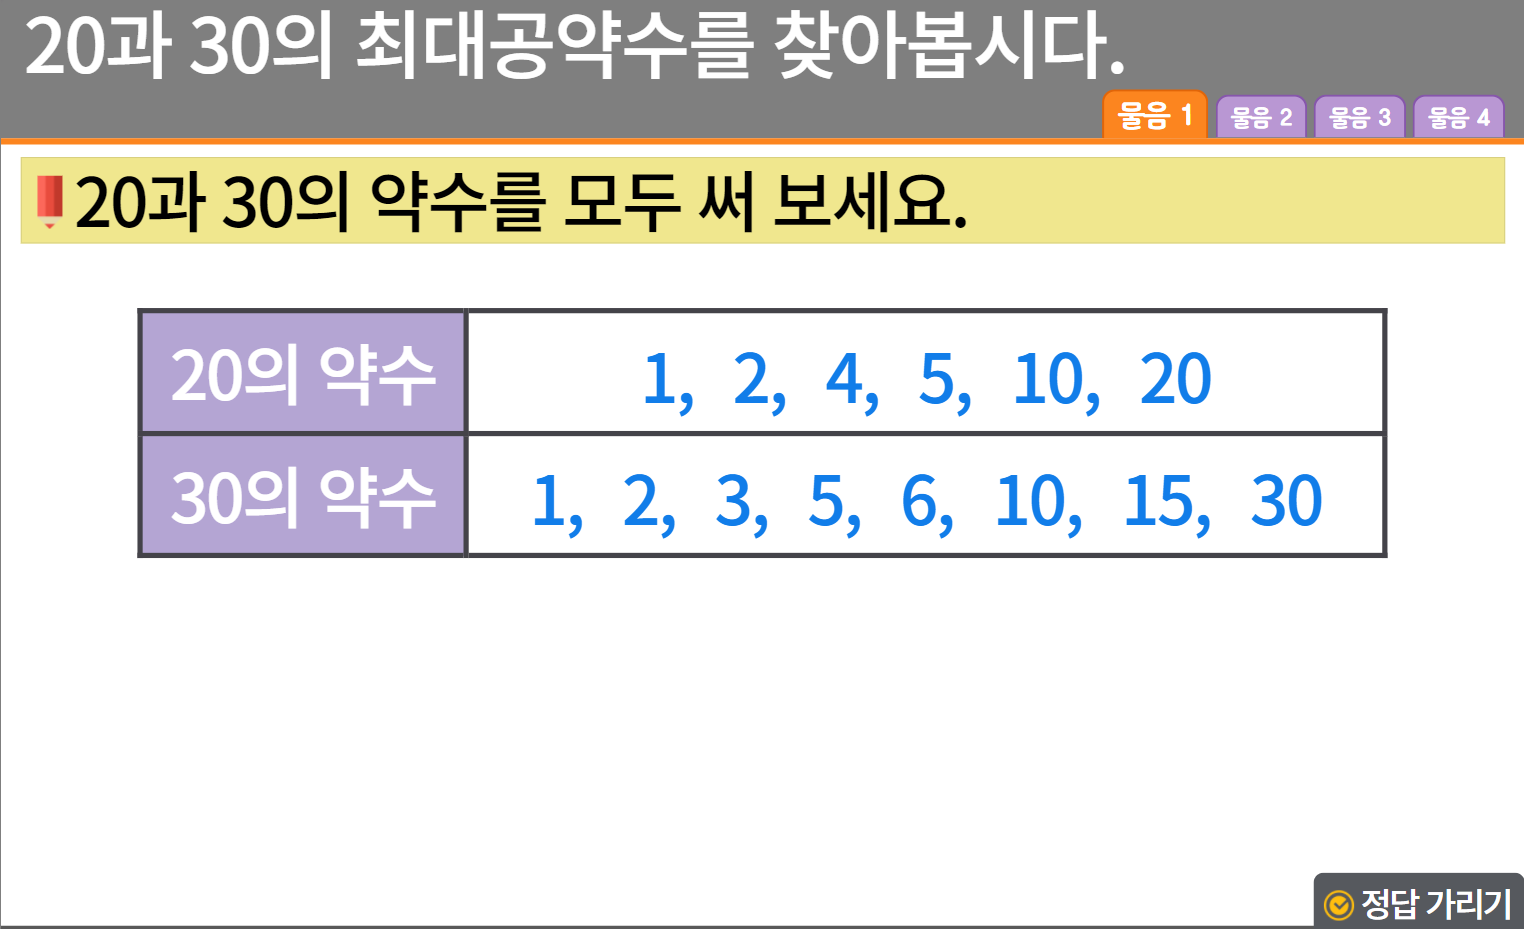 20과 30의 최대공약수를 찾아봅시다.
물음 1 물음 2 물음 3 물음 4
20과 30의 약수를 모두 써 보세요.
20의 약수 1, 2, 4, 5, 10, 20
30의 약수 1, 2, 3, 5, 6, 10, 15, 30
정답 가리기